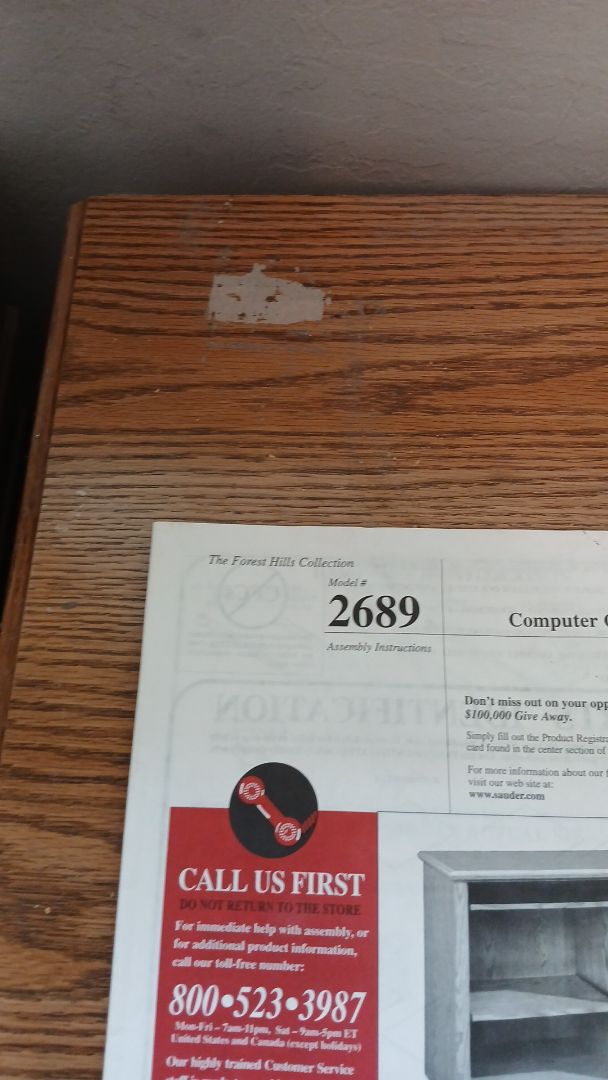 The Forest Hills Collection
Model #
2689
Computer
Assembly Instructions
Don't miss out on your opp
$100,000 Give Away.
Simply fill out the Product Registra
card found in the center section of
For more information about our f
visit our web site at:
www.sauder.com
CALL US FIRST
DO NOT RETURN TO THE STORE
For immediate help with assembly, or
for additional product information,
call our toll-free number:
800•523•3987
Mon-Fri – 7am-11pm, Sat – 9am-5pm ET
United States and Canada (except holidays)
Our highly trained Customer Service